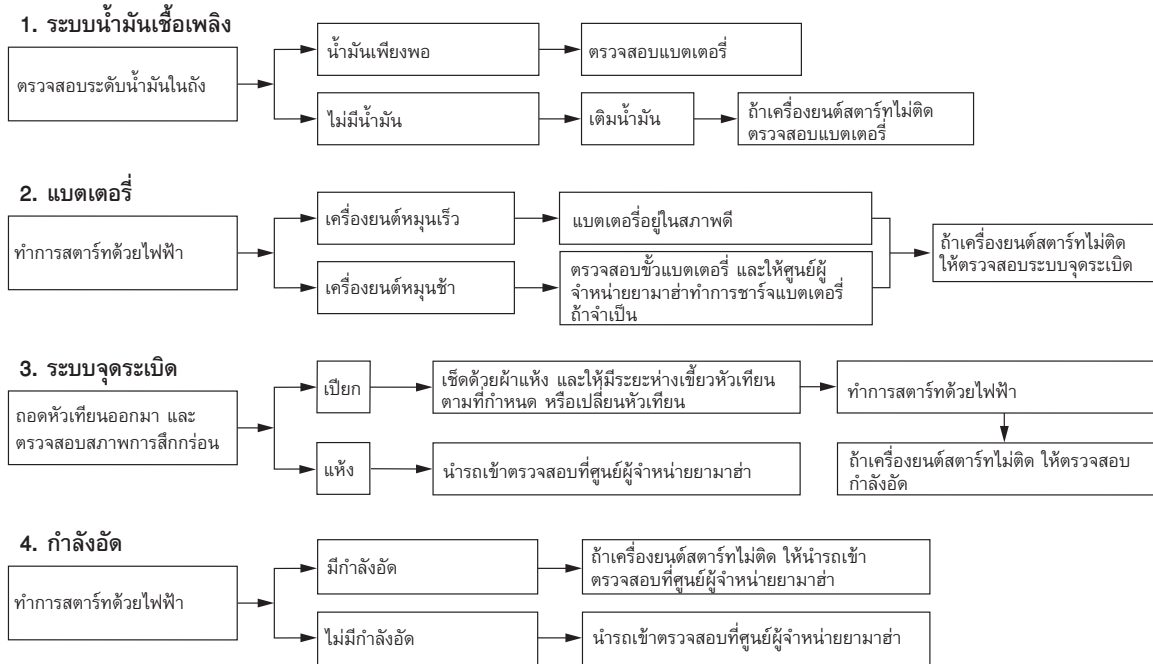 1. ระบบน้ำมันเชื้อเพลิง
ตรวจสอบระดับน้ำมันในถัง
น้ำมันเพียงพอ
ตรวจสอบแบตเตอรี่
ไม่มีน้ำมัน
เติมน้ำมัน
ถ้าเครื่องยนต์สตาร์ทไม่ติด
ตรวจสอบแบตเตอรี่
2. แบตเตอรี่
ทำการสตาร์ทด้วยไฟฟ้า
เครื่องยนต์หมุนเร็ว
แบตเตอรี่อยู่ในสภาพดี
เครื่องยนต์หมุนช้า
ตรวจสอบขั้วแบตเตอรี่ และให้ศูนย์ผู้
จำหน่ายยามาฮ่าทำการชาร์จแบตเตอรี่
ถ้าจำเป็น
ถ้าเครื่องยนต์สตาร์ทไม่ติด
ให้ตรวจสอบระบบจุดระเบิด
3. ระบบจุดระเบิด
ถอดหัวเทียนออกมา และ
ตรวจสอบสภาพการสึกกร่อน
เปียก
เช็ดด้วยผ้าแห้ง และให้มีระยะห่างเขี้ยวหัวเทียน
ตามที่กำหนด หรือเปลี่ยนหัวเทียน
ทำการสตาร์ทด้วยไฟฟ้า
แห้ง
นำรถเข้าตรวจสอบที่ศูนย์ผู้จำหน่ายยามาฮ่า
ถ้าเครื่องยนต์สตาร์ทไม่ติด ให้ตรวจสอบ
กำลังอัด
4. กำลังอัด
ทำการสตาร์ทด้วยไฟฟ้า
มีกำลังอัด
ถ้าเครื่องยนต์สตาร์ทไม่ติด ให้นำรถเข้า
ตรวจสอบที่ศูนย์ผู้จำหน่ายยามาฮ่า
ไม่มีกำลังอัด
นำรถเข้าตรวจสอบที่ศูนย์ผู้จำหน่ายยามาฮ่า